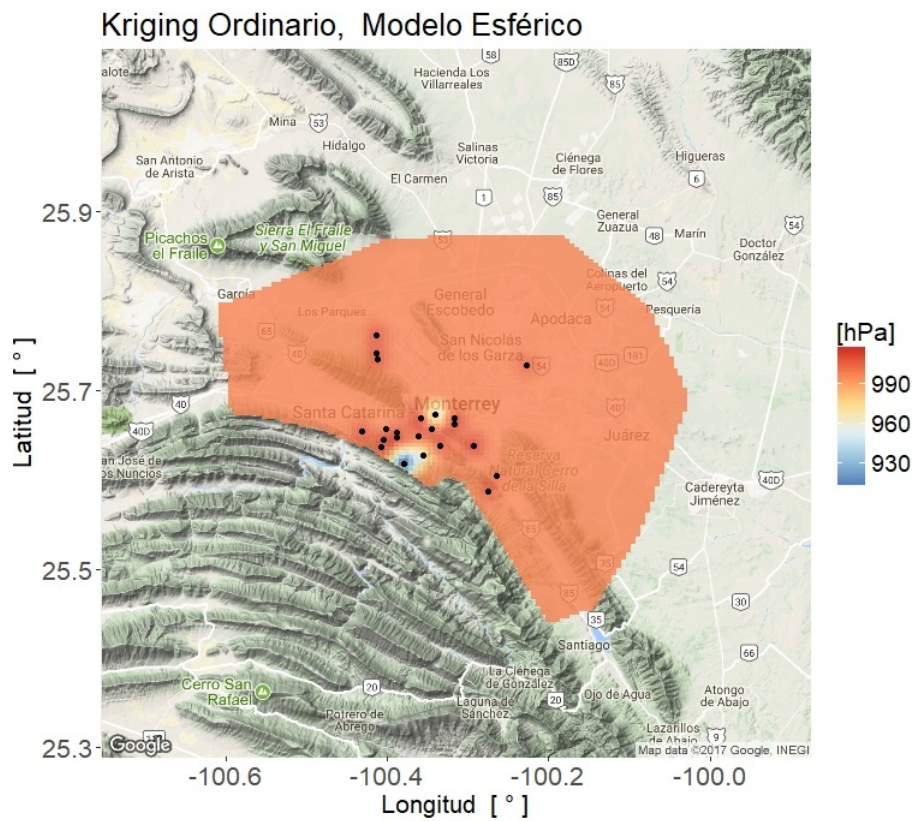 Kriging Ordinario, Modelo Esférico
58
85D
85
Hacienda Los
Villarreales
alote
Mina
53
Hidalgo
Salinas
Victoria
Ciénega
de Flores
Higueras
6
San Antonio
de Arista
El Carmen
1
85
General
Zuazua
48
Marín
54
Doctor
González
25.9
Picachos
el Fraile
Sierra El Fraile
y San Miguel
53
Colinas del
Aeropuerto
54
Pesquería
García
Los Parques
General
Escobedo
Apodaca
54
65
40
San Nicolás
de los Garza
54
40D
181
[hPa]
990
960
930
25.7
40
Santa Catarina
Monterrey
40D
Juárez
54
an José de
os Nuncios
Reserva
Natural Cerro
de la Silla
40D
Cadereyta
Jiménez
Latitud [ ° ]
85
25.5
35
54
85
35
30
Santiago
66
La Ciénega
de González
Cerro San
Rafael
20
Laguna de
Sánchez
20
Ojo de Agua
Atongo
de Abajo
Potrero de
Ábrego
Lazarillos
de Abajo
9
25.3
Google
Map data ©2017 Google, INEGI
-100.6
-100.4
-100.2
-100.0
Longitud [ ° ]